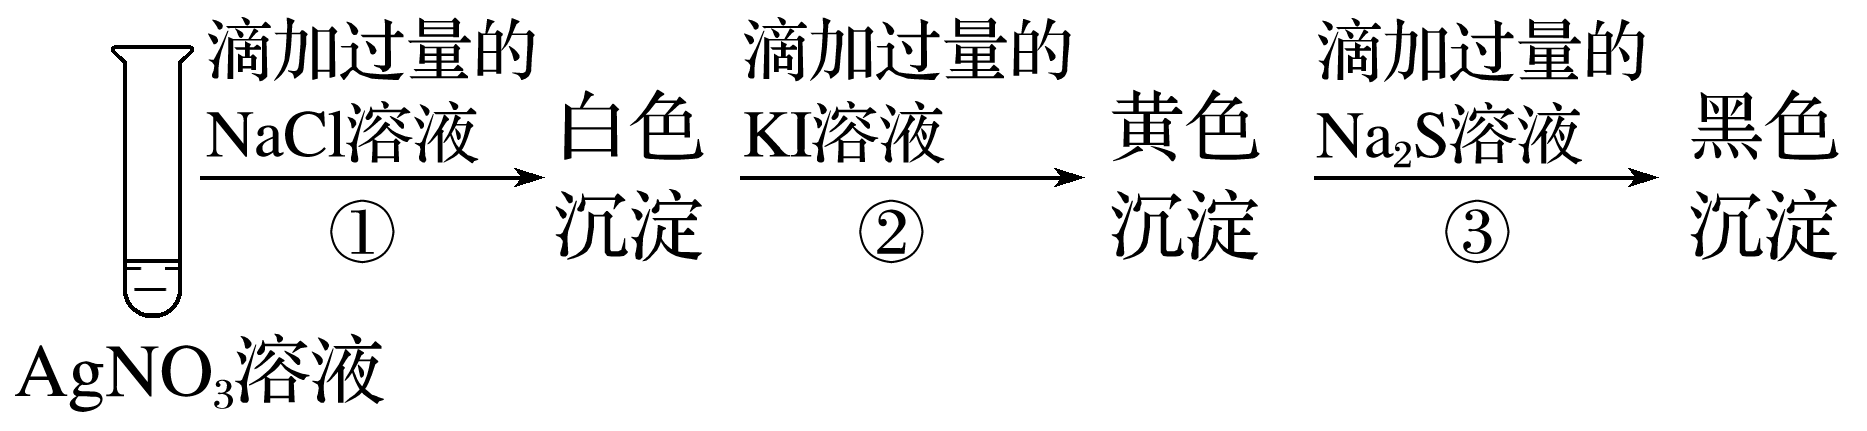 滴加过量的
NaCl溶液
①
白色
沉淀
滴加过量的
KI溶液
②
黄色
沉淀
滴加过量的
Na₂S溶液
③
黑色
沉淀
AgNO₃溶液